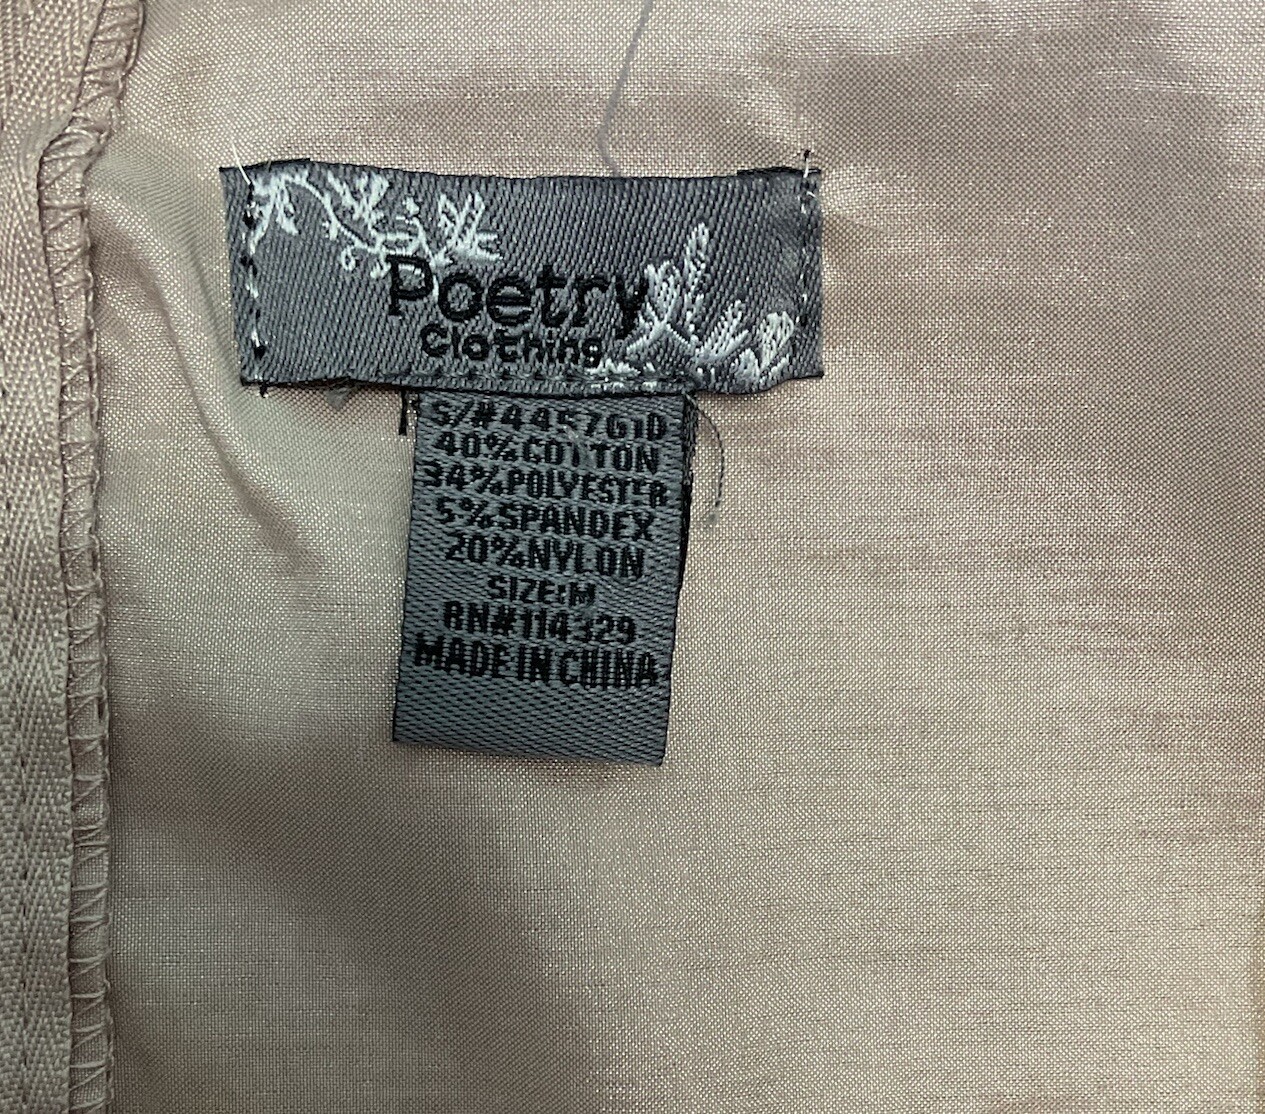 Poetry
Clothing
S/#445761D
40%COTTON
34%POLYESTER
5%SPANDEX
20%NYLON
SIZE:M
RN#114329
MADE IN CHINA